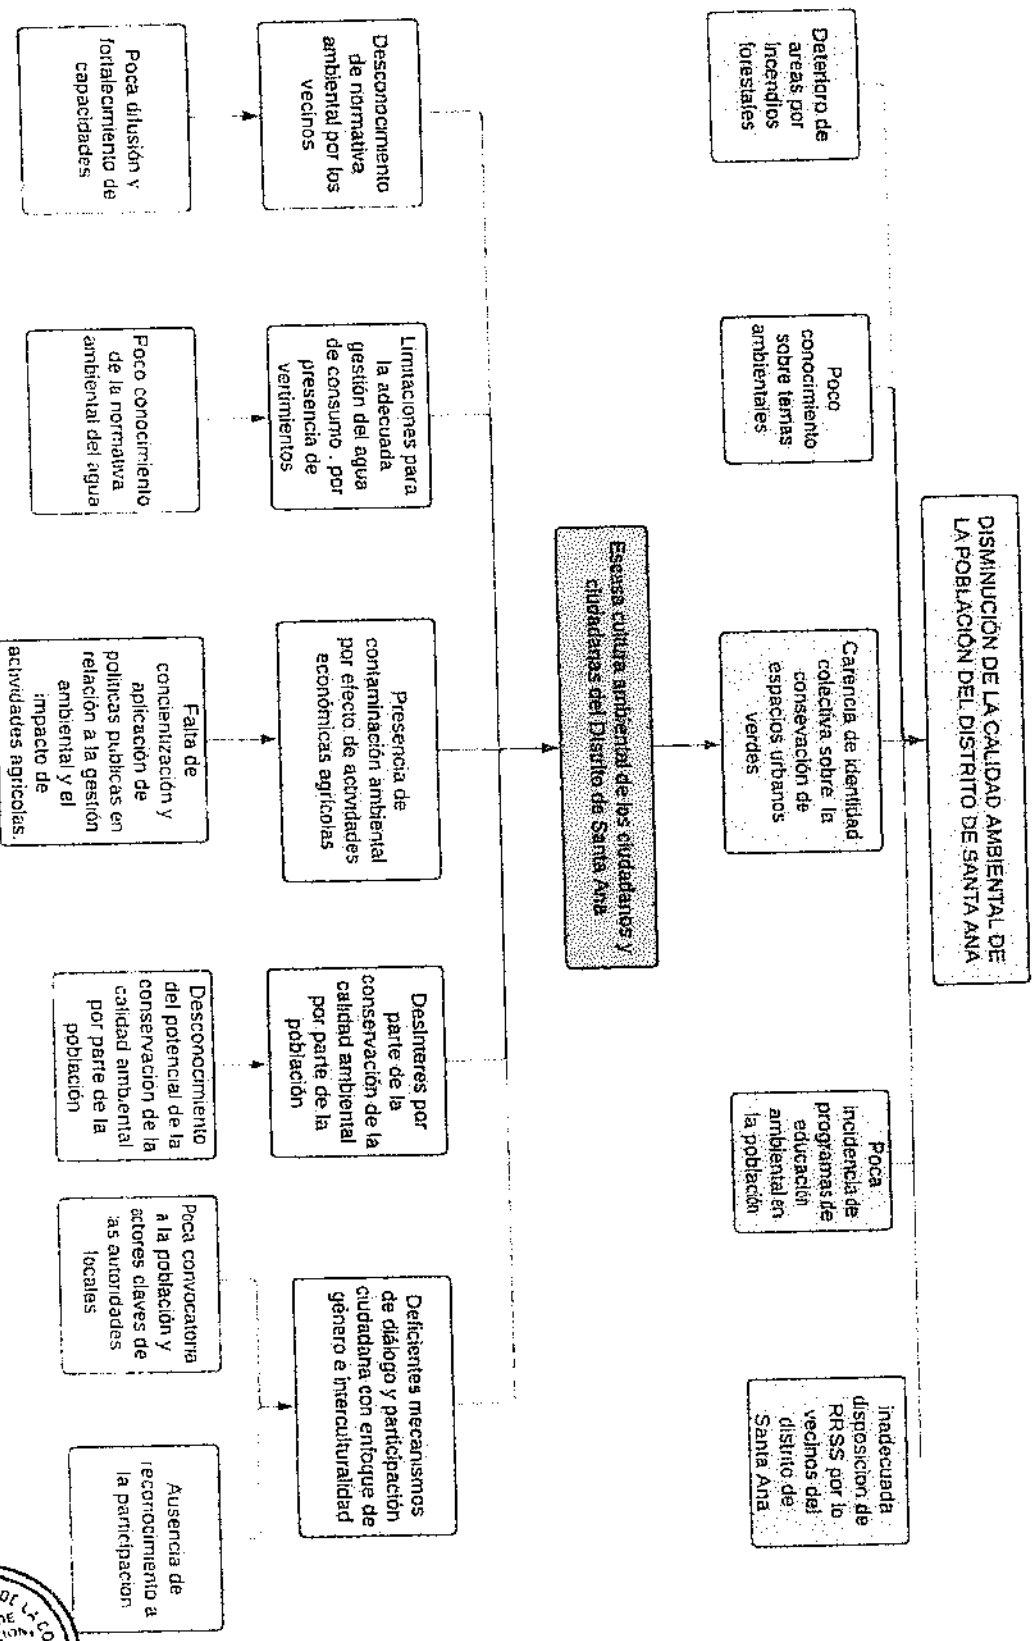 DISMINUCIÓN DE LA CALIDAD AMBIENTAL DE
LA POBLACIÓN DEL DISTRITO DE SANTA ANA
Deterioro de
areas por
incendios
forestales
Poco
conocimiento
sobre temas
ambientales
Carencia de identidad
colectiva sobre la
consevación de
espacios urbanos
verdes
Poca
incidencia de
programas de
educación
ambiental en
la población
inadecuada
disposicion de
RRSS por lo
vecinos del
distrito de
Santa Ana
Escasa cultura ambiental de los ciudadanos y
ciudadanas del Distrito de Santa Ana
Desconocimiento
de normativa
ambiental por los
vecinos
Limitaciones para
la adecuada
gestión del agua
de consumo . por
presencia de
vertimientos
Presencia de
contaminación ambiental
por efecto de actividades
económicas agrícolas
Desinteres por
parte de la
conservación de la
calidad ambiental
por parte de la
población
Deficientes mecanismos
de diálogo y participación
ciudadana con enfoque de
género e interculturalidad
Poca difusión y
fortalecimiento de
capacidades
Poco conocimiento
de la normativa
ambiental del agua
Falta de
concientización y
aplicación de
políticas publicas en
relación a la gestión
ambiental y el
impacto de
actividades agricolas.
Desconocimiento
del potencial de la
conservación de la
calidad ambiental
por parte de la
población
Poca convocatoria
a la población y
actores claves de
las autoridades
locales
Ausencia de
reconocimiento a
la participacion
DE LA CO